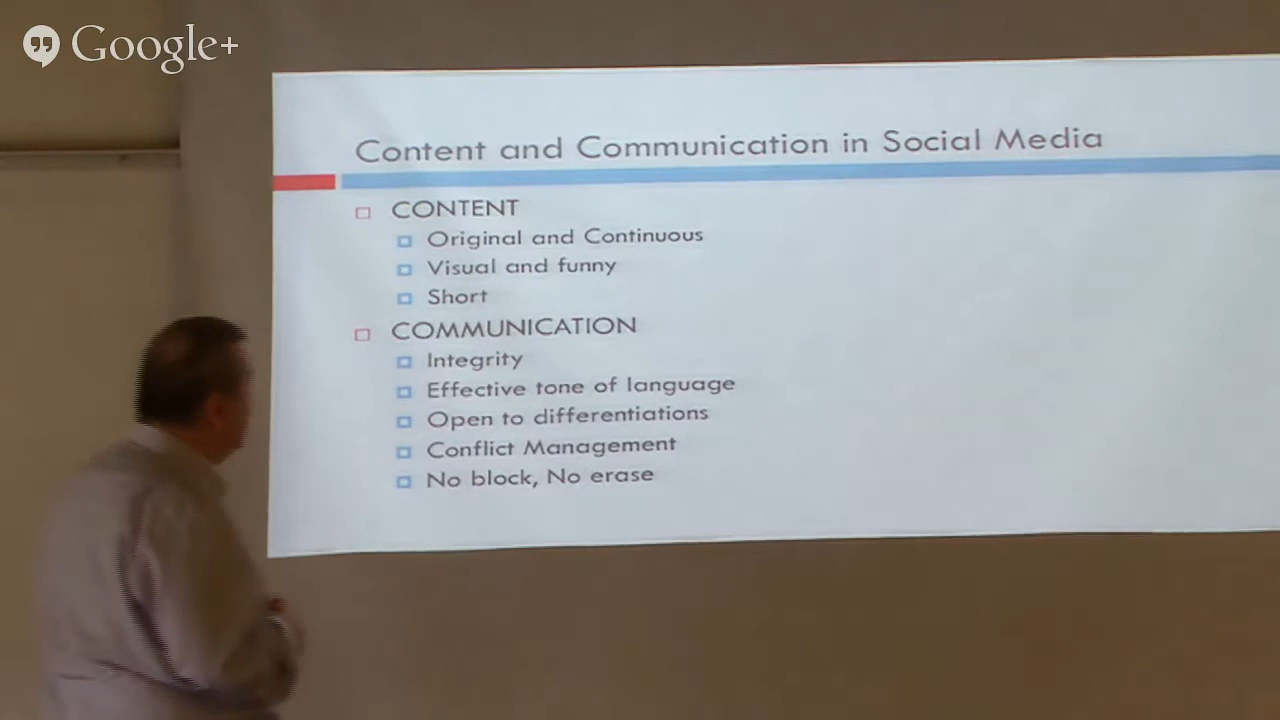 Google+
Content and Communication in Social Media
CONTENT
Original and Continuous
Visual and funny
Short
COMMUNICATION
Integrity
Effective tone of language
Open to differentiations
Conflict Management
No block, No erase